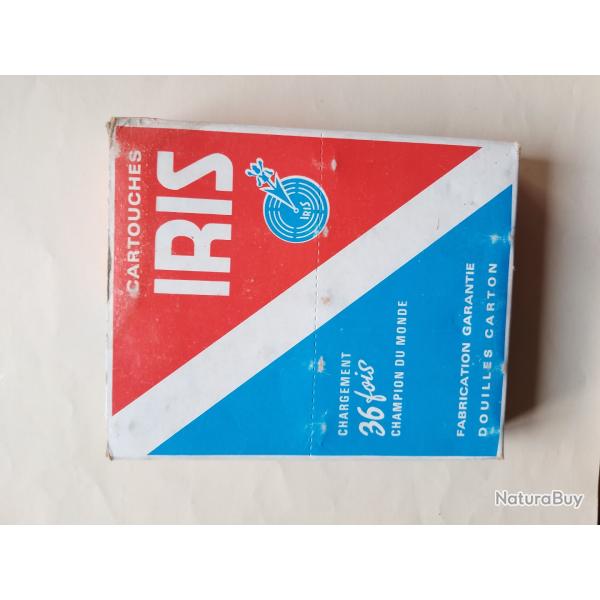 CARTOUCHES
IRIS
IRIS
CHARGEMENT
36 fois
CHAMPION DU MONDE
FABRICATION GARANTIE
DOUILLES CARTON
NaturaBuy